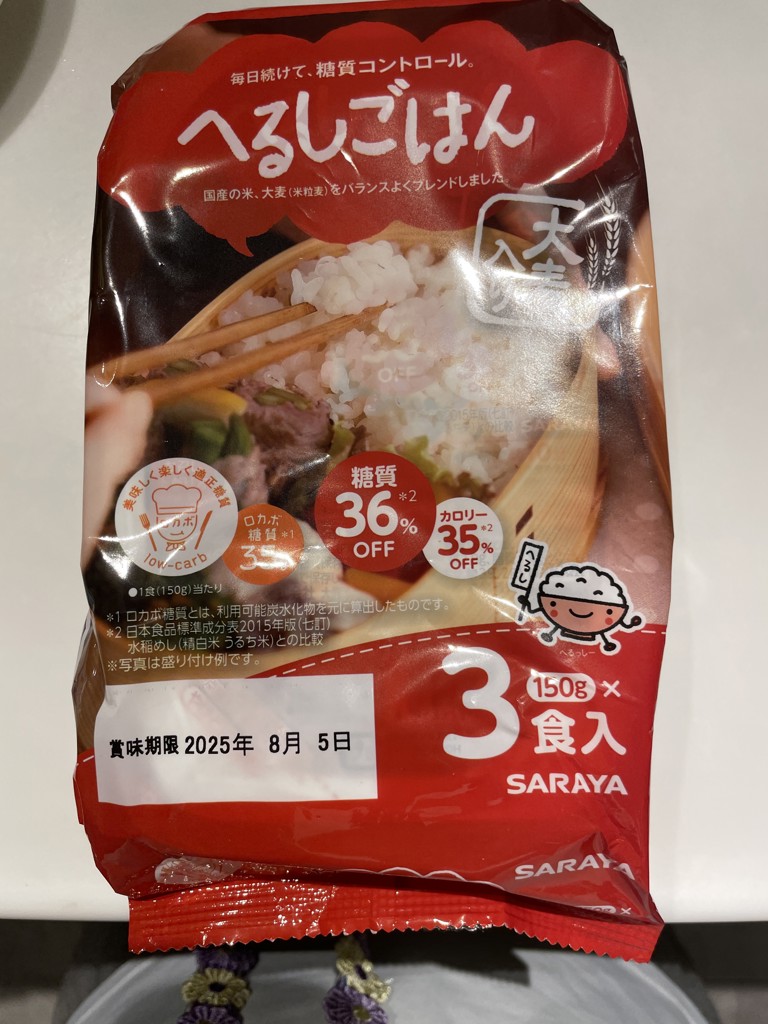 毎日続けて、糖質コントロール。
へるしごはん
国産の米、大麦(米粒麦)をバランスよくブレンドしました。
大麦
入り
OFF
美味しく楽しく適正糖質
ロカボ
low-carb
ロカボ
糖質*1
糖質
36%*2
OFF
カロリー
35%*2
OFF
●1食(150g)当たり
*1 ロカボ糖質とは、利用可能炭水化物を元に算出したものです。
*2 日本食品標準成分表2015年版(七訂)
水稲めし(精白米 うるち米)との比較
※写真は盛り付け例です。
へるし
へるっしー
150g×
3食入
SARAYA
賞味期限 2025年 8月 5日
SARAYA